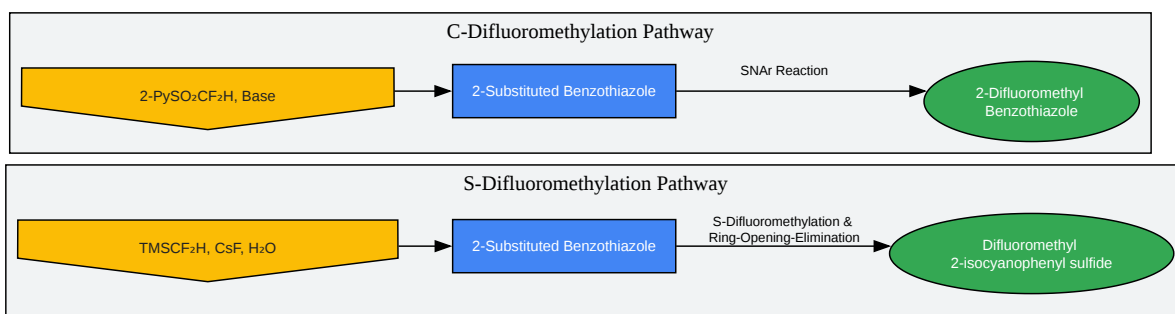 C-Difluoromethylation Pathway
2-PySO₂CF₂H, Base
2-Substituted Benzothiazole
SNAr Reaction
2-Difluoromethyl
Benzothiazole
S-Difluoromethylation Pathway
TMSCF₂H, CsF, H₂O
2-Substituted Benzothiazole
S-Difluoromethylation &
Ring-Opening-Elimination
Difluoromethyl
2-isocyanophenyl sulfide